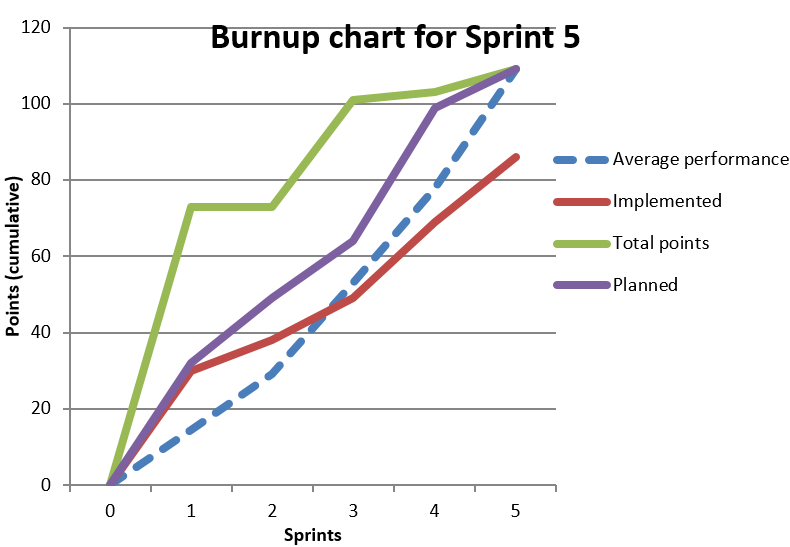 Burnup chart for Sprint 5
120
100
80
60
40
20
0
Points (cumulative)
0 1 2 3 4 5
Sprints
Average performance
Implemented
Total points
Planned